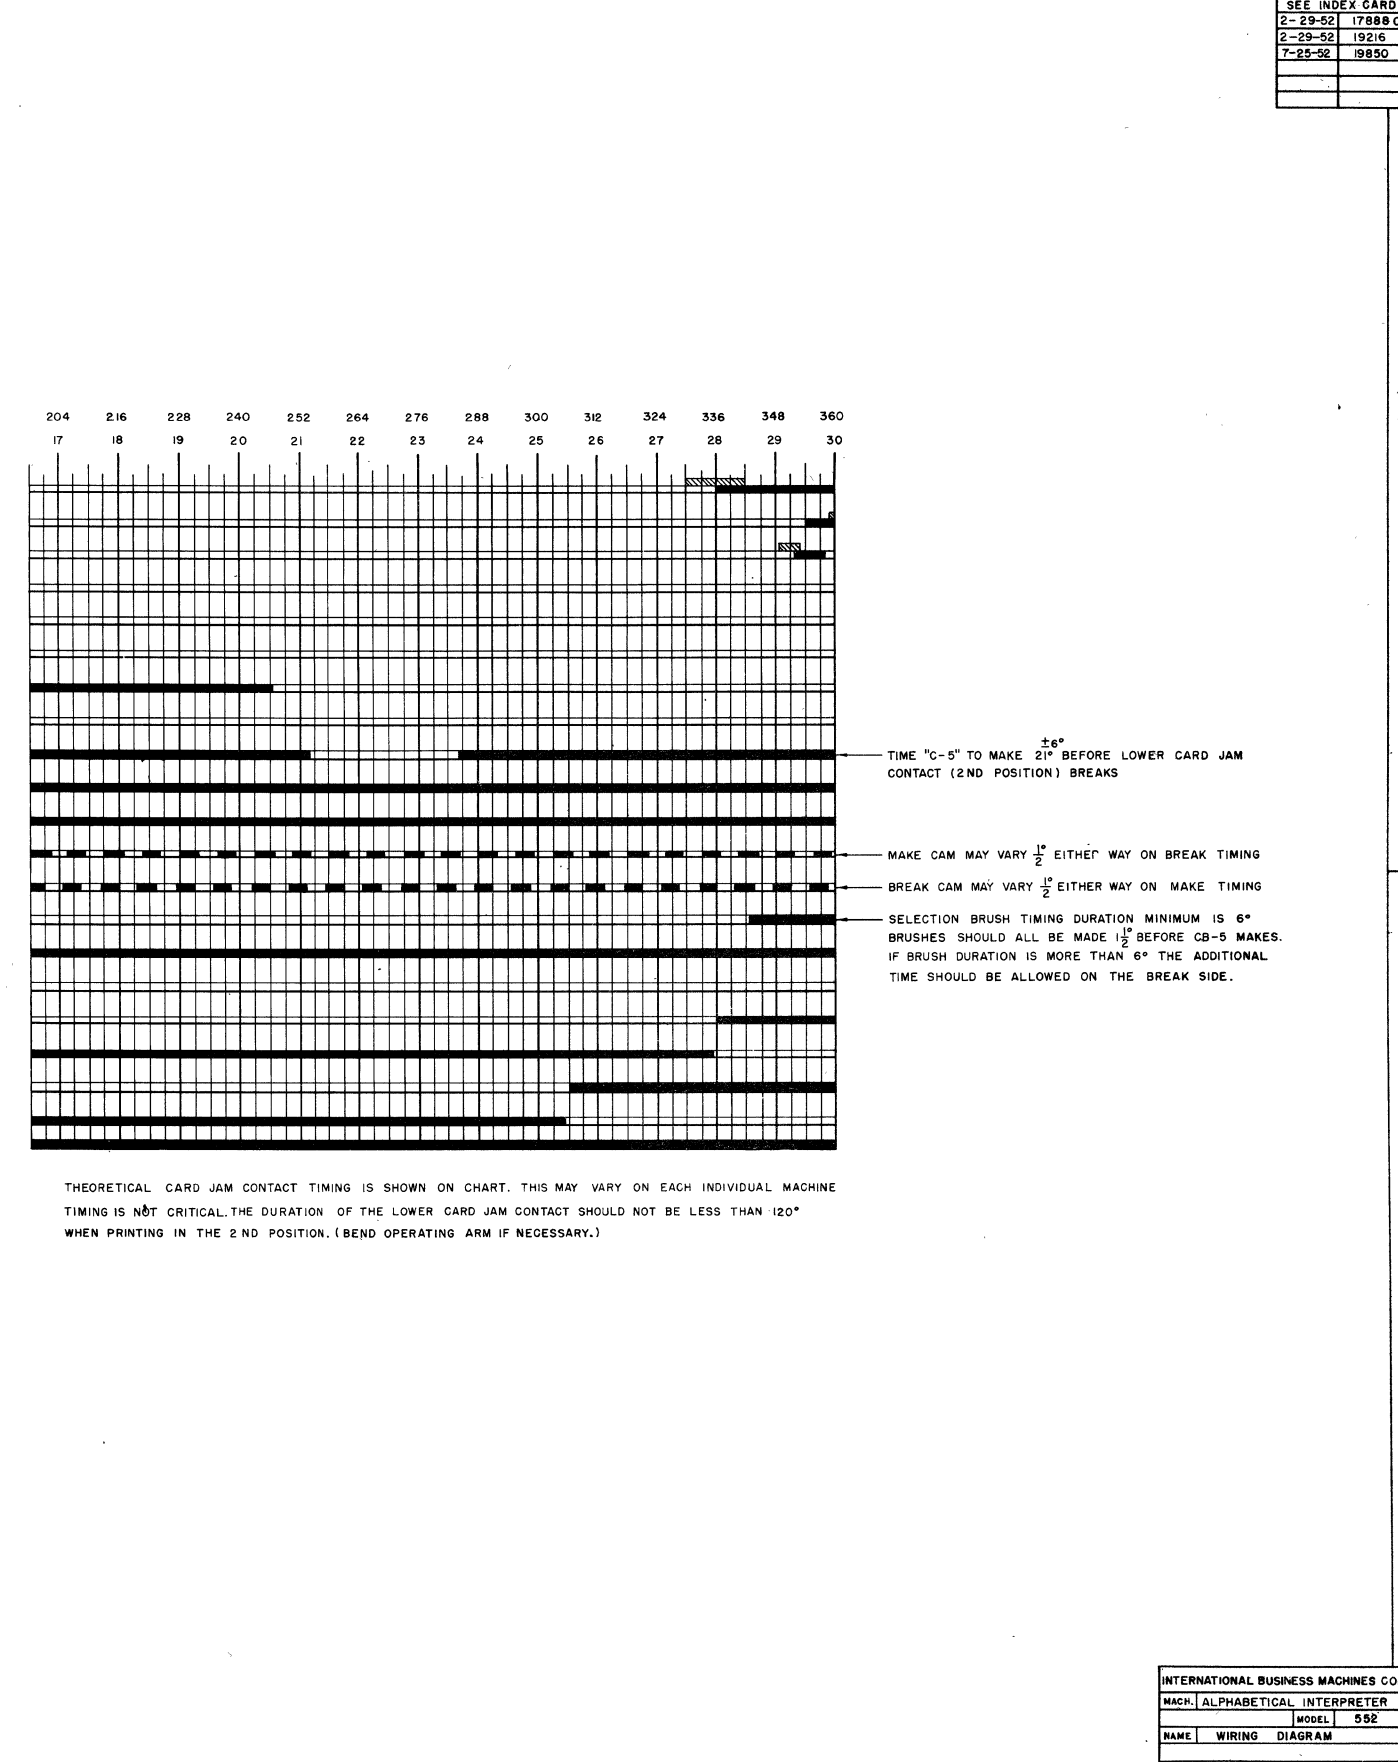 SEE INDEX CARD
2-29-52 17888
2-29-52 19216
7-25-52 19850
204 216 228 240 252 264 276 288 300 312 324 336 348 360
17 18 19 20 21 22 23 24 25 26 27 28 29 30
±6°
TIME "C-5" TO MAKE 21° BEFORE LOWER CARD JAM
CONTACT (2ND POSITION) BREAKS
MAKE CAM MAY VARY 1/2° EITHER WAY ON BREAK TIMING
BREAK CAM MAY VARY 1/2° EITHER WAY ON MAKE TIMING
SELECTION BRUSH TIMING DURATION MINIMUM IS 6°
BRUSHES SHOULD ALL BE MADE 1 1/2° BEFORE CB-5 MAKES.
IF BRUSH DURATION IS MORE THAN 6° THE ADDITIONAL
TIME SHOULD BE ALLOWED ON THE BREAK SIDE.
THEORETICAL CARD JAM CONTACT TIMING IS SHOWN ON CHART. THIS MAY VARY ON EACH INDIVIDUAL MACHINE
TIMING IS NOT CRITICAL. THE DURATION OF THE LOWER CARD JAM CONTACT SHOULD NOT BE LESS THAN 120°
WHEN PRINTING IN THE 2ND POSITION. (BEND OPERATING ARM IF NECESSARY.)
INTERNATIONAL BUSINESS MACHINES CO
MACH. ALPHABETICAL INTERPRETER
MODEL 552
NAME WIRING DIAGRAM